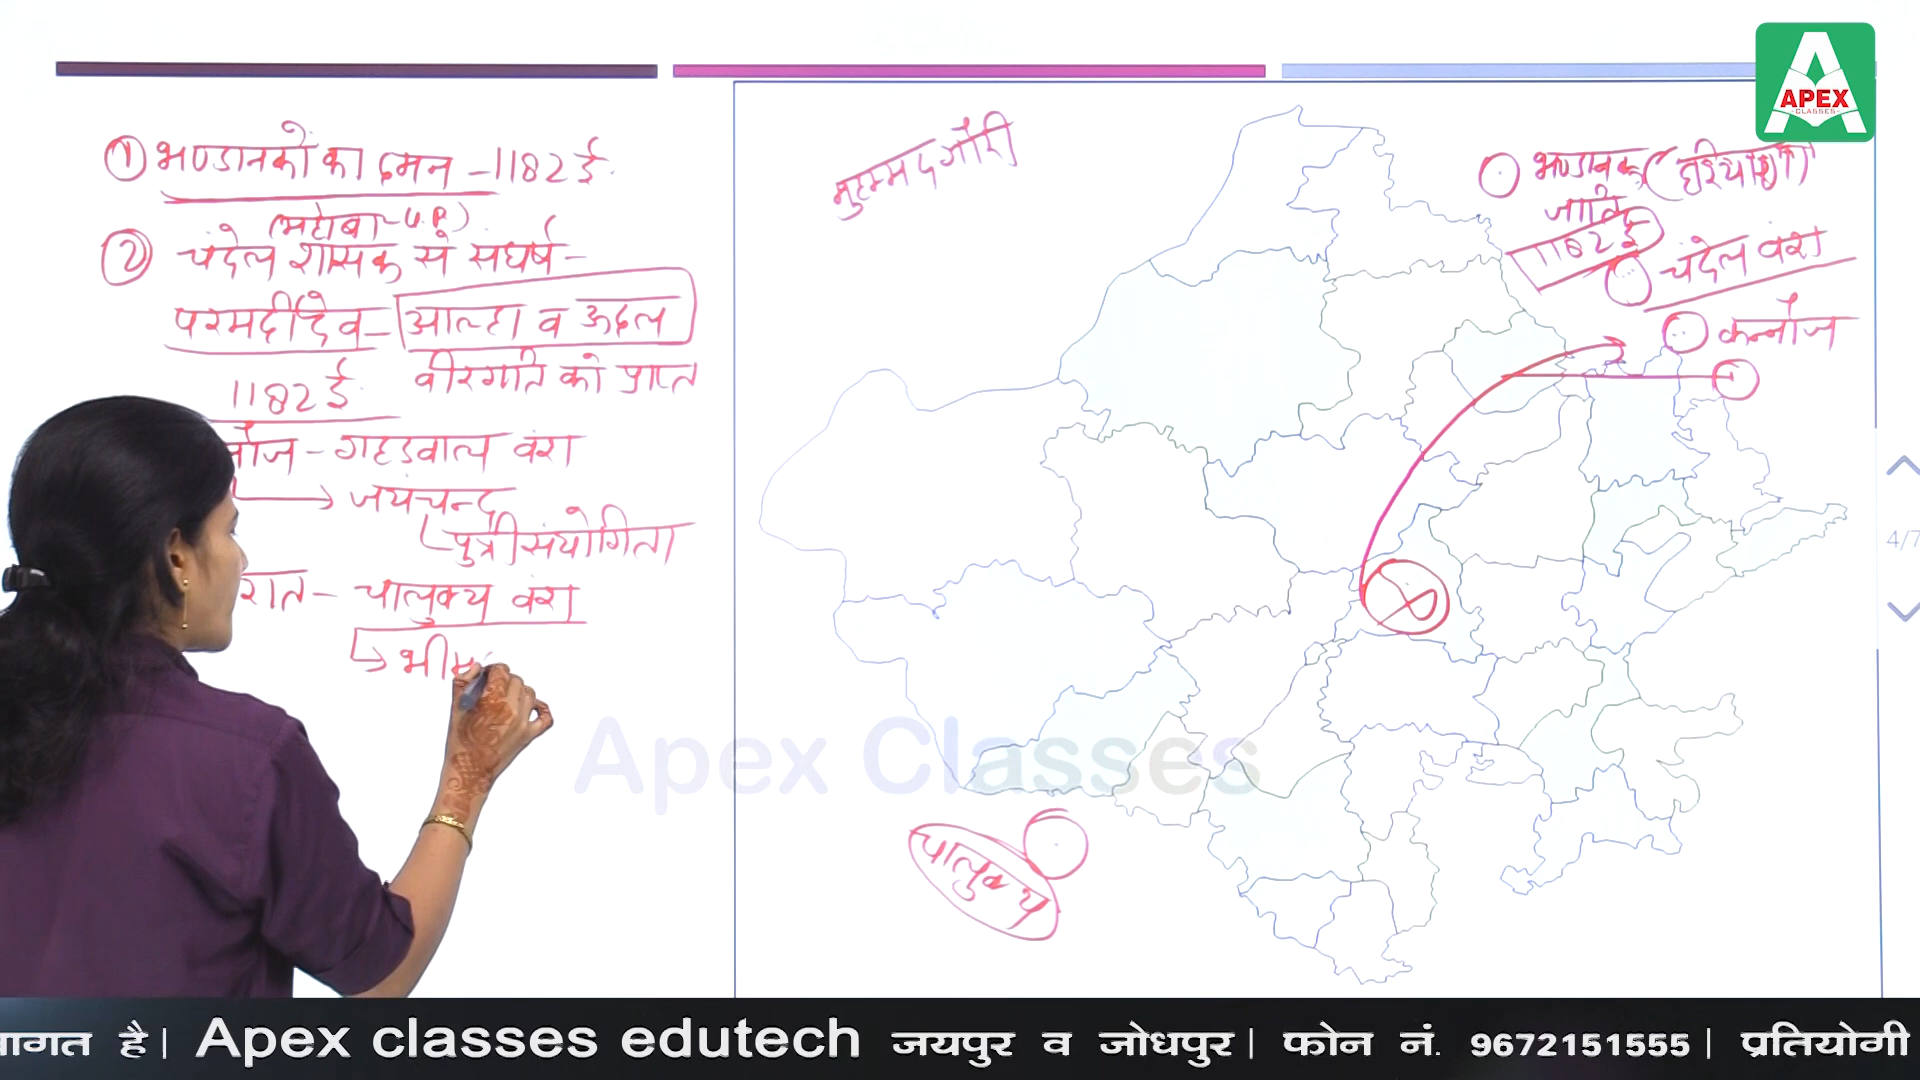 ① भण्डानकों का दमन - 1182 ई.
(महोबा - U.P.)
② चंदेल शासक से संघर्ष -
परमर्दीदेव - आल्हा व ऊदल
वीरगति को प्राप्त
1182 ई.
नौज - गहडवाल वंश
→ जयचन्द
पुत्री संयोगिता
रात - चालुक्य वंश
↳ भीम
मुहम्मद गौरी
भण्डानक (हरियाणा)
जाति
1182 ई
चंदेल वंश
कन्नौज
चालुक्य
APEX
CLASSES
4/7
Apex Classes
ागत है | Apex classes edutech जयपुर व जोधपुर | फोन नं. 9672151555 | प्रतियोगी